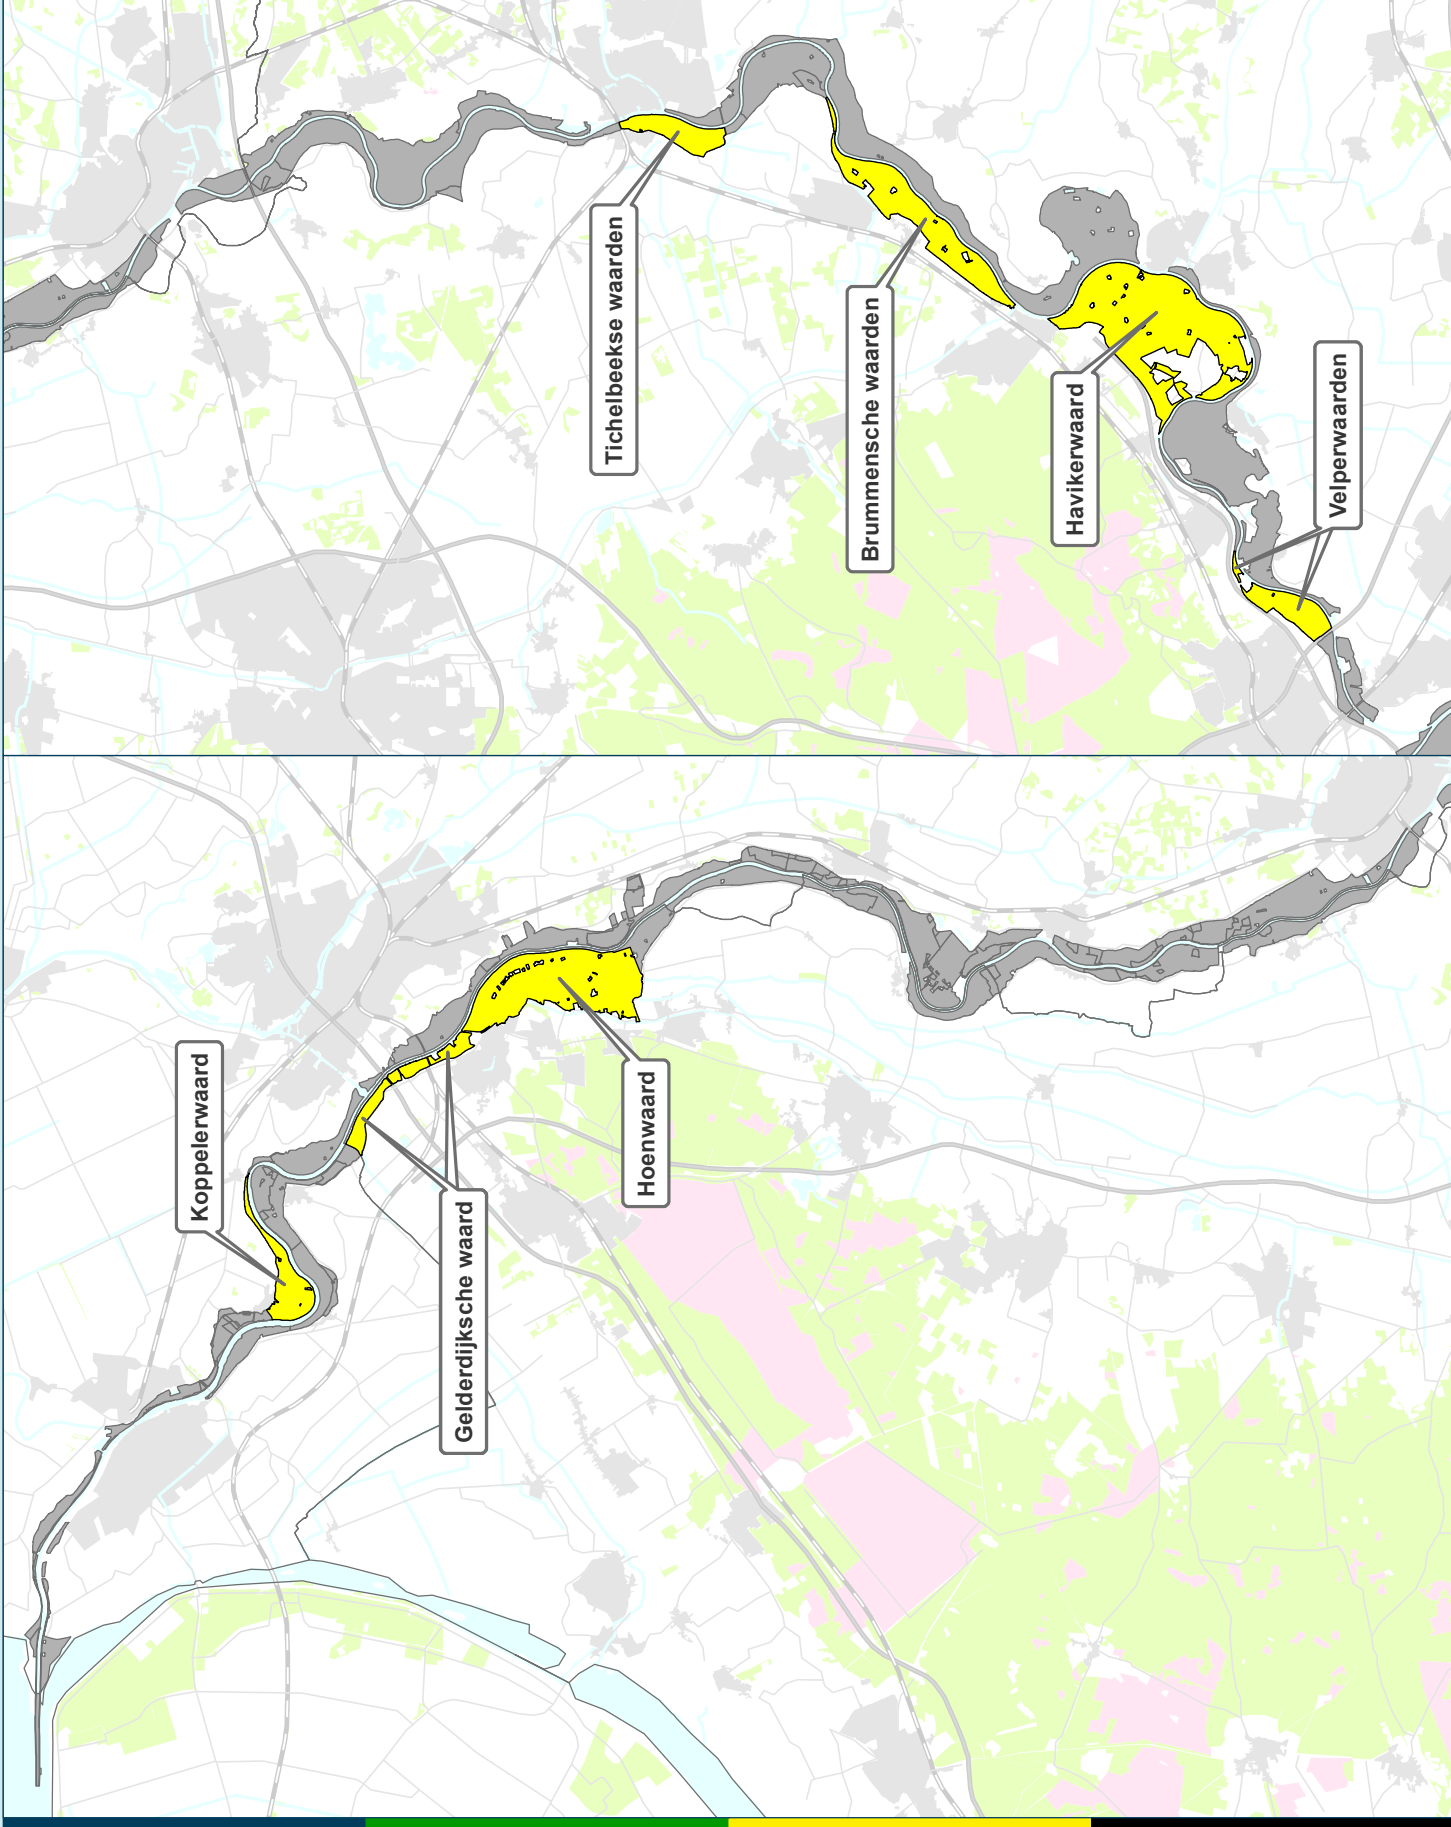 Tichelbeekse waarden
Brummensche waarden
Havikerwaard
Velperwaarden
Koppelerwaard
Gelderdijksche waard
Hoenwaard